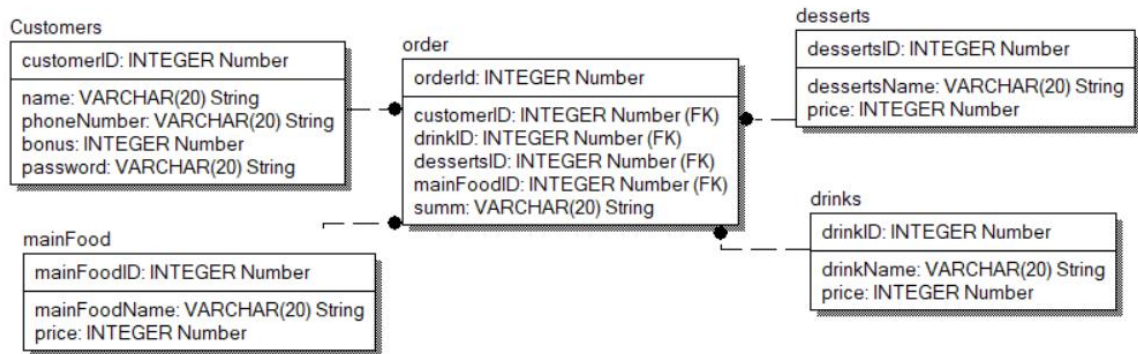 Customers
customerID: INTEGER Number
name: VARCHAR(20) String
phoneNumber: VARCHAR(20) String
bonus: INTEGER Number
password: VARCHAR(20) String
order
orderId: INTEGER Number
customerID: INTEGER Number (FK)
drinkID: INTEGER Number (FK)
dessertsID: INTEGER Number (FK)
mainFoodID: INTEGER Number (FK)
summ: VARCHAR(20) String
desserts
dessertsID: INTEGER Number
dessertsName: VARCHAR(20) String
price: INTEGER Number
mainFood
mainFoodID: INTEGER Number
mainFoodName: VARCHAR(20) String
price: INTEGER Number
drinks
drinkID: INTEGER Number
drinkName: VARCHAR(20) String
price: INTEGER Number